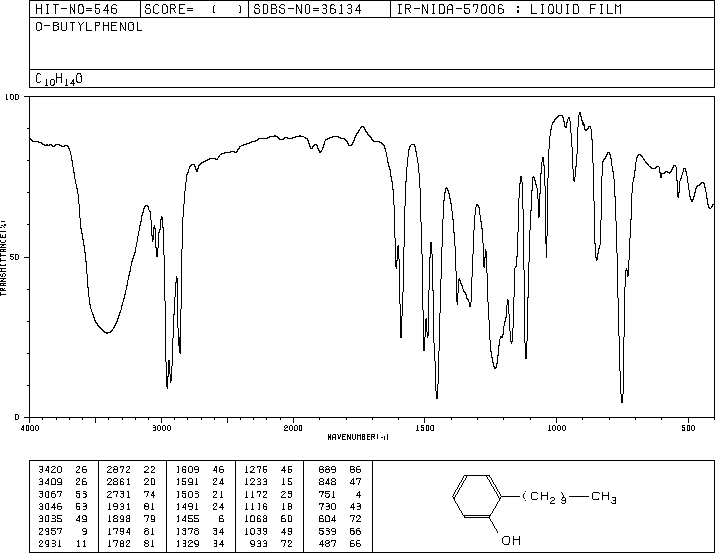 HIT-NO=546 SCORE= ( ) SDBS-NO=36134 IR-NIDA-57006 : LIQUID FILM
O-BUTYLPHENOL
C10H14O
100
50
0
TRANSMITTANCE(%)
4000 3000 2000 1500 1000 500
WAVENUMBER(-1)
3420 26 2872 22 1609 46 1276 45 889 86
3409 26 2861 20 1591 24 1233 15 848 47
3067 53 2731 74 1503 21 1172 23 751 4
3046 53 1931 81 1491 24 1116 18 730 43
3035 49 1898 79 1455 6 1068 60 604 72
2957 9 1794 81 1378 34 1039 49 539 66
2931 11 1782 81 1329 34 933 72 487 66
(CH2)3 CH3
OH